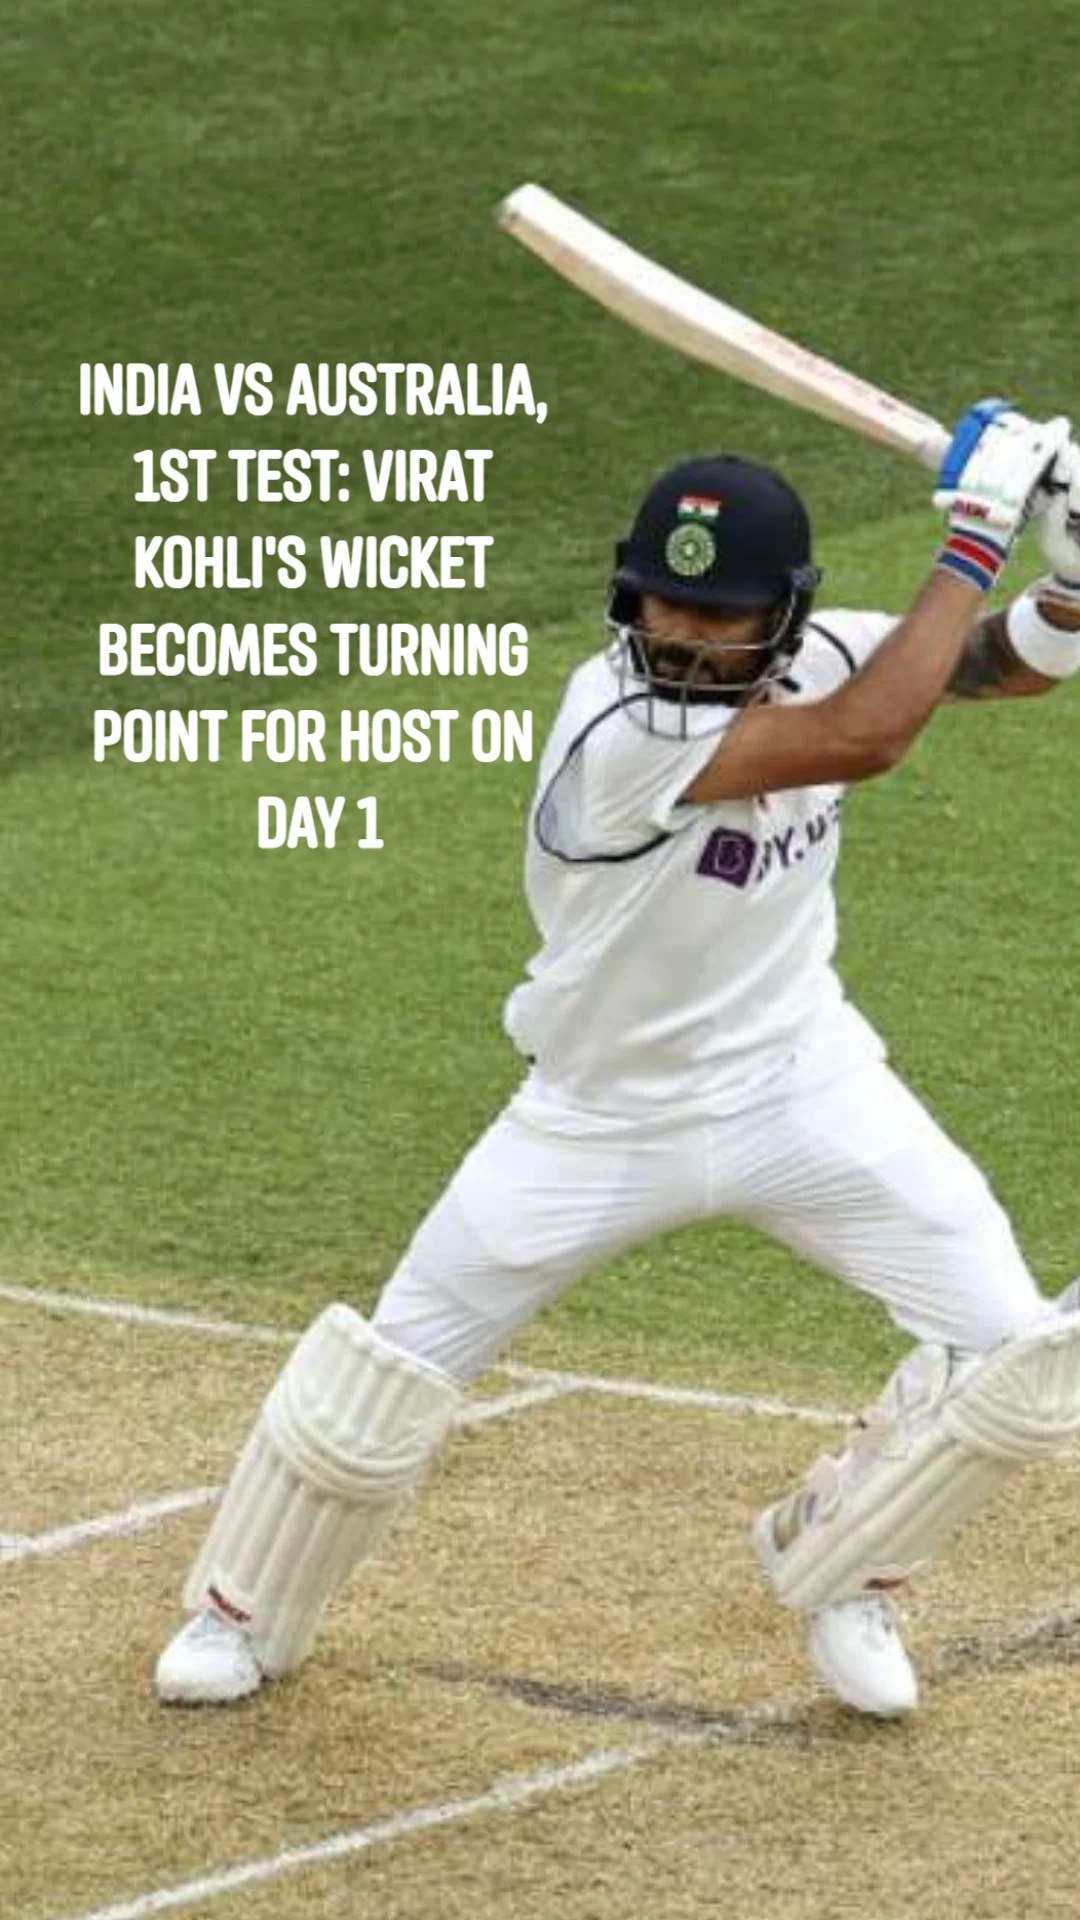 INDIA VS AUSTRALIA,
1ST TEST: VIRAT
KOHLI'S WICKET
BECOMES TURNING
POINT FOR HOST ON
DAY 1